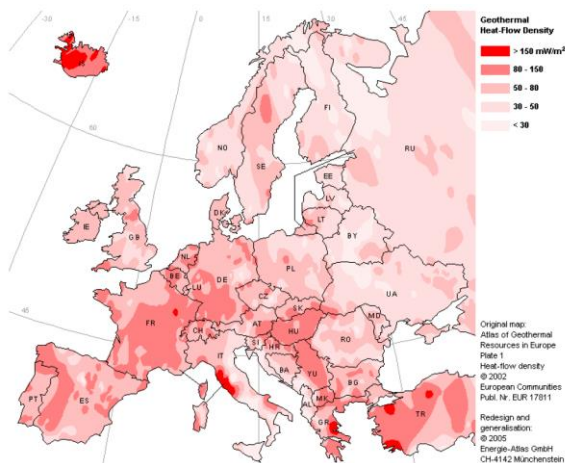 -30
-15
-0
15
30
45
60
45
-15
0
15
30
IS
NO
SE
FI
RU
EE
LV
LT
BY
DK
IE
GB
NL
BE
LU
DE
PL
CZ
SK
UA
MD
FR
CH
AT
HU
SI
HR
RO
IT
BA
YU
BG
AL
MK
GR
TR
PT
ES
Geothermal
Heat-Flow Density
> 150 mW/m²
80 - 150
50 - 80
30 - 50
< 30
Original map:
Atlas of Geothermal
Resources in Europe
Plate 1
Heat-flow density
© 2002
European Communities
Publ. Nr. EUR 17811
Redesign and
generalisation:
© 2005
Energie-Atlas GmbH
CH-4142 Münchenstein